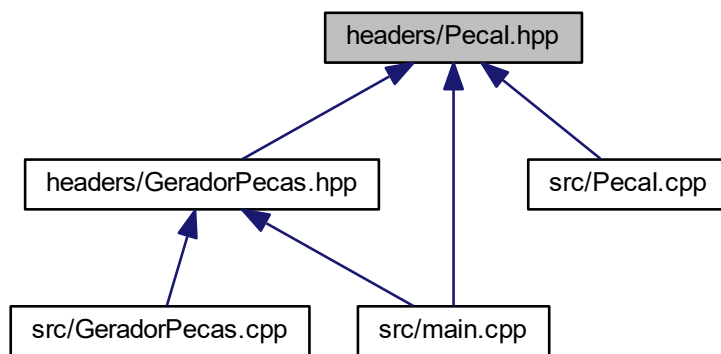 headers/PecaI.hpp
headers/GeradorPecas.hpp
src/PecaI.cpp
src/GeradorPecas.cpp
src/main.cpp